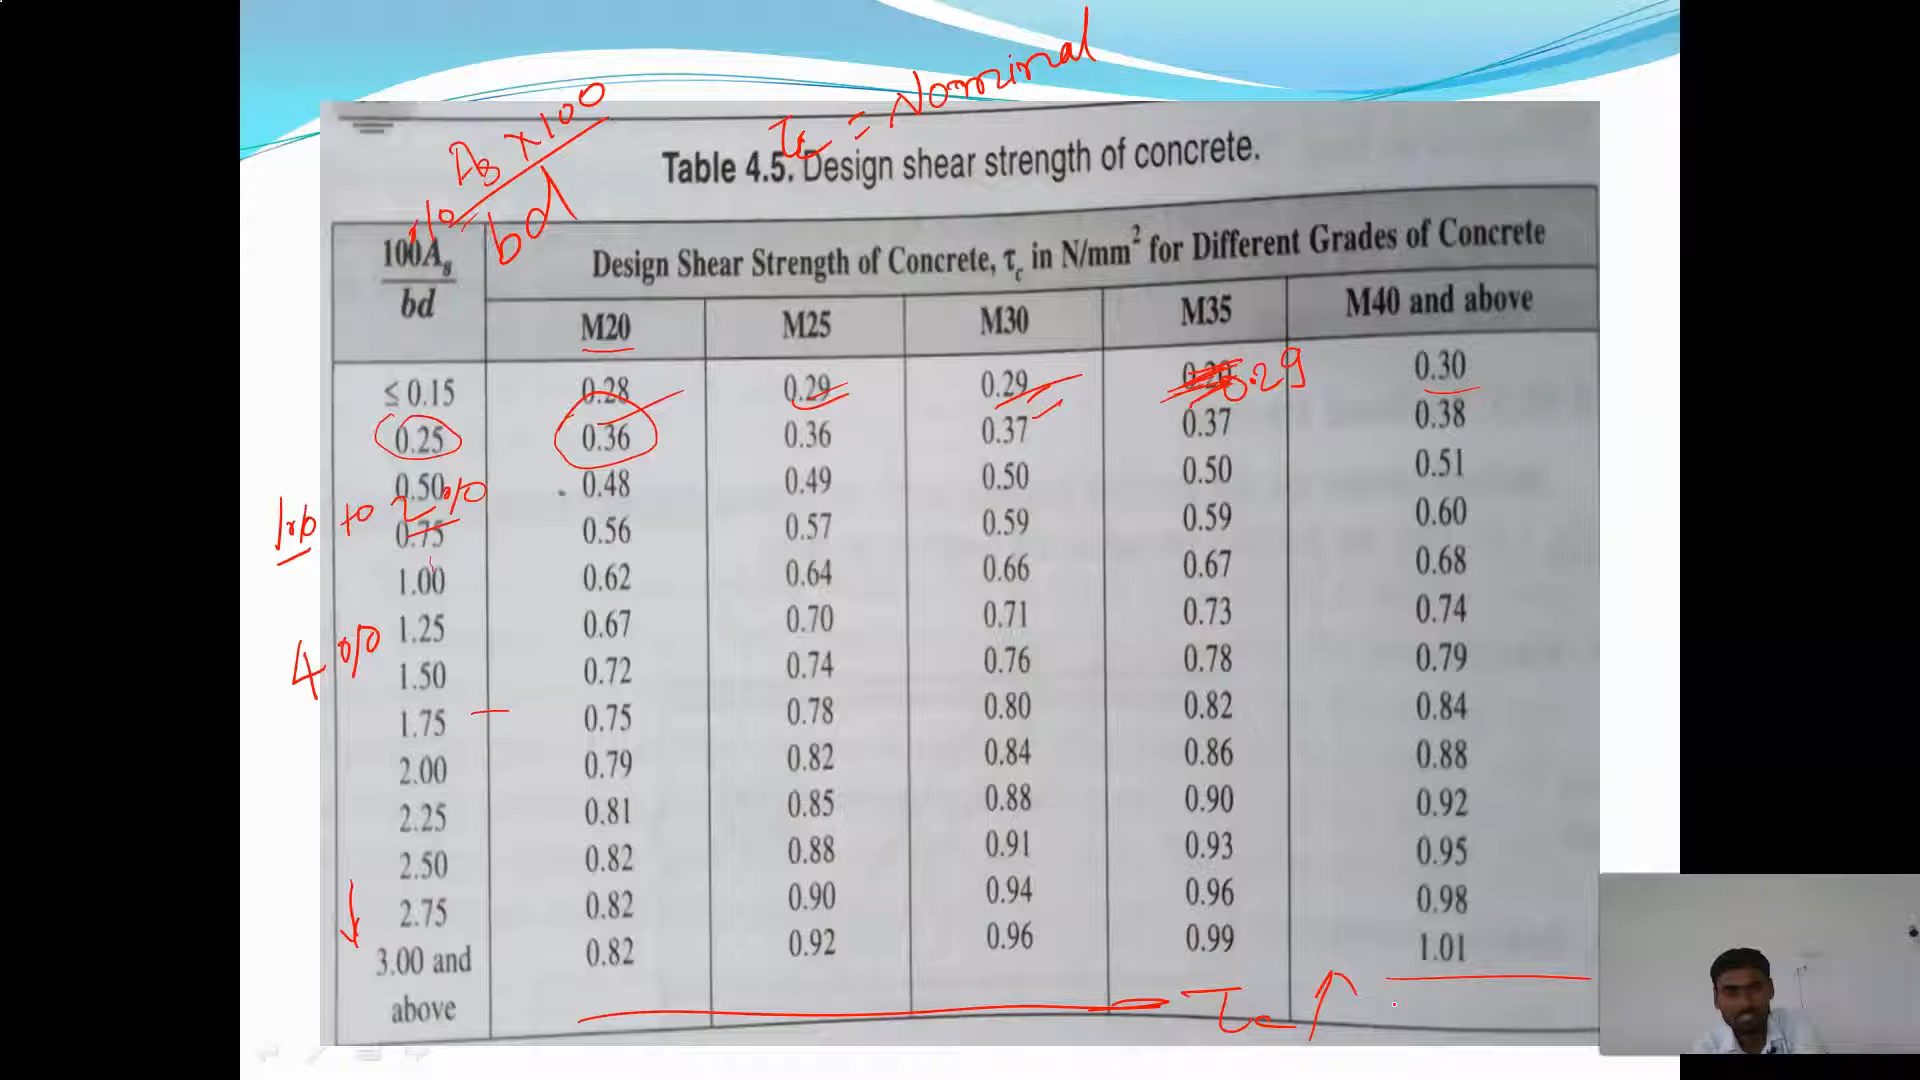 τc = Nominal
As × 100
% = bd
Table 4.5. Design shear strength of concrete.
100As / bd
Design Shear Strength of Concrete, τc in N/mm² for Different Grades of Concrete
M20 M25 M30 M35 M40 and above
≤ 0.15 0.28 0.29 0.29 0.29 0.30
0.25 0.36 0.36 0.37 0.37 0.38
0.50 0.48 0.49 0.50 0.50 0.51
to 2%
0.75 0.56 0.57 0.59 0.59 0.60
1.00 0.62 0.64 0.66 0.67 0.68
1.25 0.67 0.70 0.71 0.73 0.74
4%
1.50 0.72 0.74 0.76 0.78 0.79
1.75 0.75 0.78 0.80 0.82 0.84
2.00 0.79 0.82 0.84 0.86 0.88
2.25 0.81 0.85 0.88 0.90 0.92
2.50 0.82 0.88 0.91 0.93 0.95
2.75 0.82 0.90 0.94 0.96 0.98
3.00 and 0.82 0.92 0.96 0.99 1.01
above
τc ↑